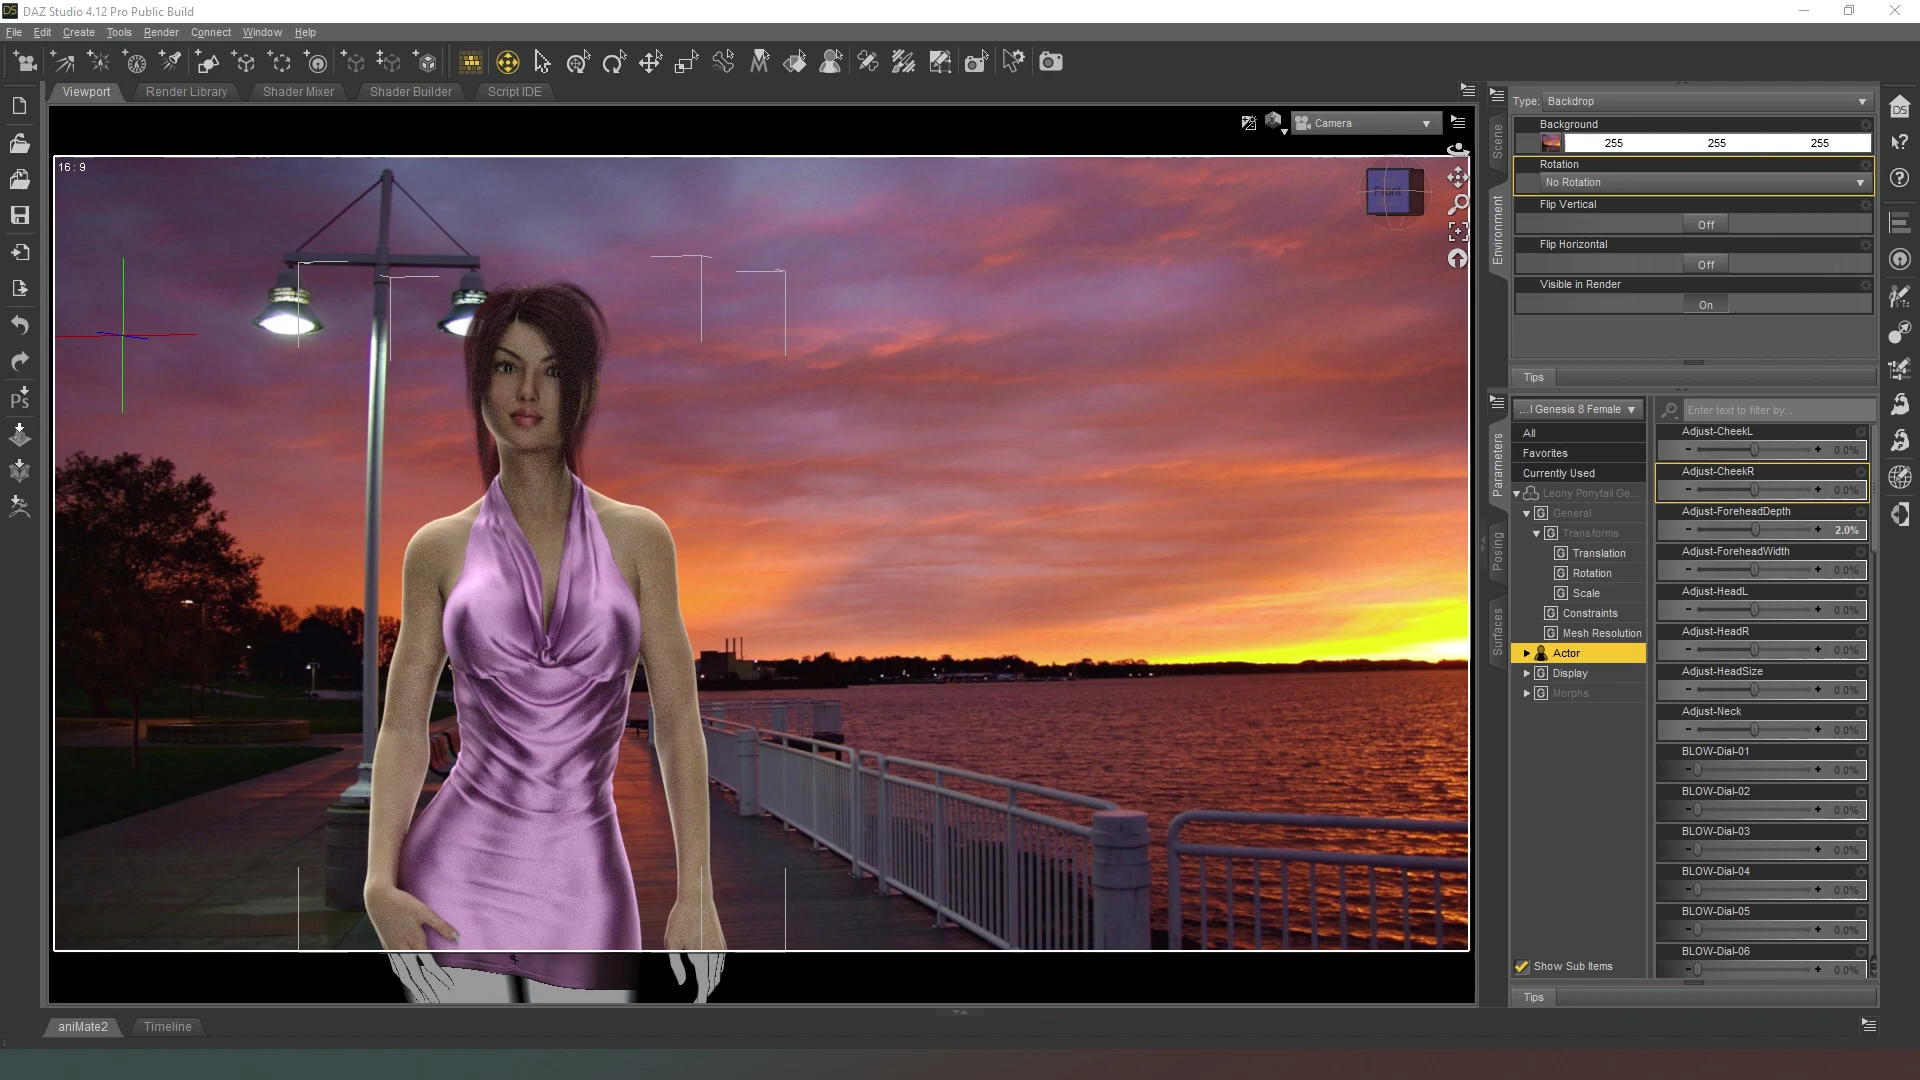 DAZ Studio 4.12 Pro Public Build
File Edit Create Tools Render Connect Window Help
Viewport Render Library Shader Mixer Shader Builder Script IDE
Camera
16 : 9
Front
Scene
Environment
Type: Backdrop
Background
255 255 255
Rotation
No Rotation
Flip Vertical
Off
Flip Horizontal
Off
Visible in Render
On
Tips
Parameters
Posing
Surfaces
...l Genesis 8 Female
Enter text to filter by...
All
Favorites
Currently Used
Leony Ponytail Ge...
General
Transforms
Translation
Rotation
Scale
Constraints
Mesh Resolution
Actor
Display
Morphs
Show Sub Items
Adjust-CheekL
0.0%
Adjust-CheekR
0.0%
Adjust-ForeheadDepth
2.0%
Adjust-ForeheadWidth
0.0%
Adjust-HeadL
0.0%
Adjust-HeadR
0.0%
Adjust-HeadSize
0.0%
Adjust-Neck
0.0%
BLOW-Dial-01
0.0%
BLOW-Dial-02
0.0%
BLOW-Dial-03
0.0%
BLOW-Dial-04
0.0%
BLOW-Dial-05
0.0%
BLOW-Dial-06
0.0%
Tips
aniMate2 Timeline